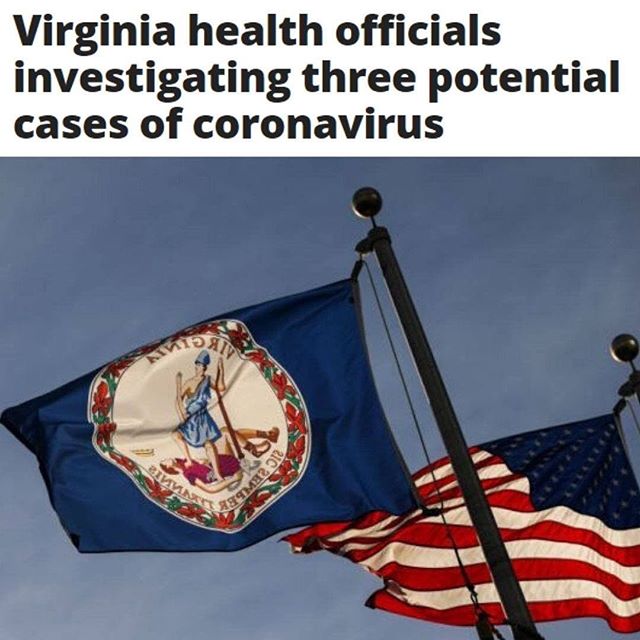 Virginia health officials
investigating three potential
cases of coronavirus
VIRGINIA
SIC SEMPER TYRANNIS